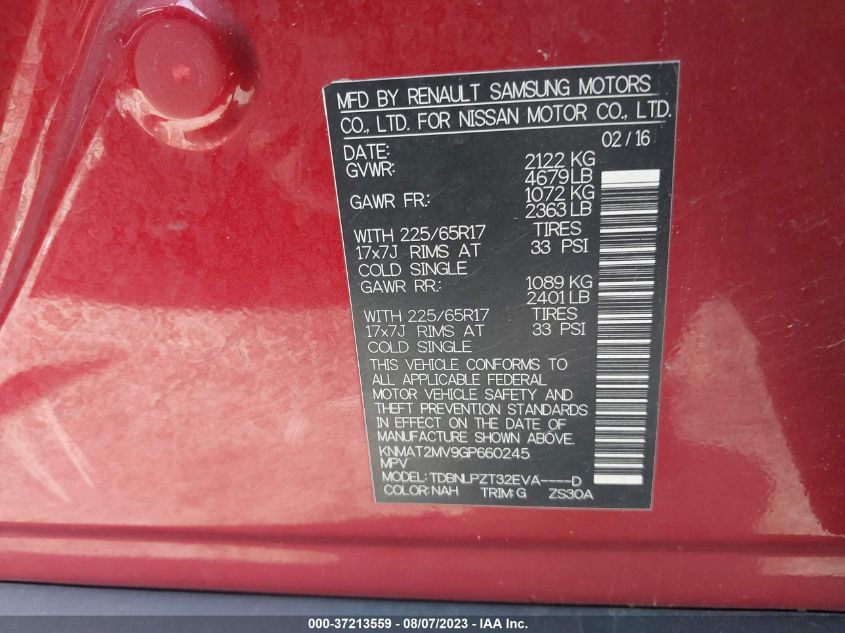 MFD BY RENAULT SAMSUNG MOTORS
CO., LTD. FOR NISSAN MOTOR CO., LTD.
DATE: 02/16
GVWR: 2122 KG
4679LB
GAWR FR: 1072 KG
2363 LB
WITH 225/65R17 TIRES
17x7J RIMS AT 33 PSI
COLD SINGLE
GAWR RR: 1089 KG
2401 LB
WITH 225/65R17 TIRES
17x7J RIMS AT 33 PSI
COLD SINGLE
THIS VEHICLE CONFORMS TO
ALL APPLICABLE FEDERAL
MOTOR VEHICLE SAFETY AND
THEFT PREVENTION STANDARDS
IN EFFECT ON THE DATE OF
MANUFACTURE SHOWN ABOVE.
KNMAT2MV9GP660245
MPV
MODEL: TDBNLPZT32EVA----D
COLOR: NAH TRIM: G ZS30A
000-37213559 - 08/07/2023 - © IAA Inc.